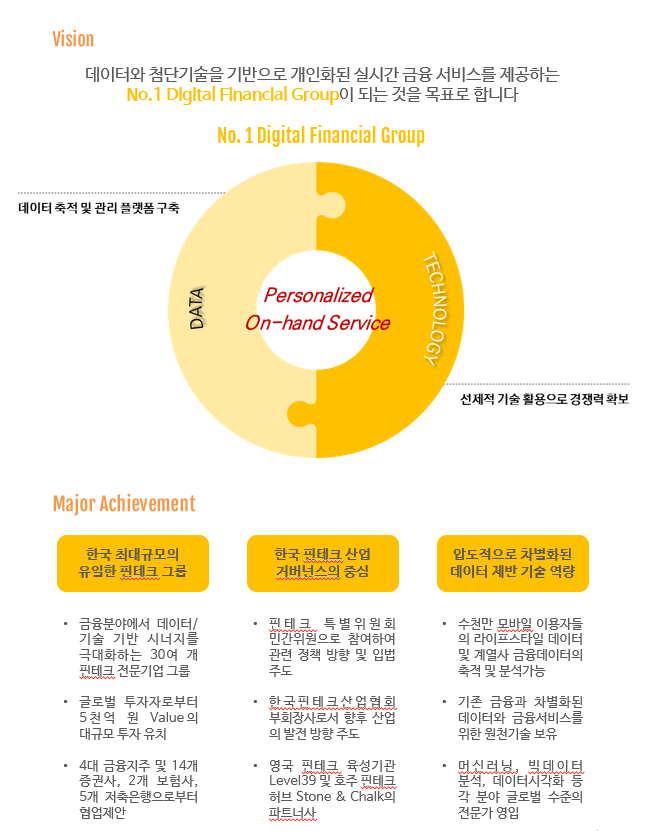 Vision
데이터와 첨단기술을 기반으로 개인화된 실시간 금융 서비스를 제공하는
No.1 Digital Financial Group이 되는 것을 목표로 합니다
No. 1 Digital Financial Group
데이터 축적 및 관리 플랫폼 구축
DATA
TECHNOLOGY
Personalized
On-hand Service
선제적 기술 활용으로 경쟁력 확보
Major Achievement
한국 최대규모의
유일한 핀테크 그룹
• 금융분야에서 데이터/
기술 기반 시너지를
극대화하는 30여 개
핀테크 전문기업 그룹
• 글로벌 투자자로부터
5천억 원 Value의
대규모 투자 유치
• 4대 금융지주 및 14개
증권사, 2개 보험사,
5개 저축은행으로부터
협업제안
한국 핀테크 산업
거버넌스의 중심
• 핀테크 특별위원회
민간위원으로 참여하여
관련 정책 방향 및 입법
주도
• 한국핀테크산업협회
부회장사로서 향후 산업
의 발전 방향 주도
• 영국 핀테크 육성기관
Level39 및 호주 핀테크
허브 Stone & Chalk의
파트너사
압도적으로 차별화된
데이터 제반 기술 역량
• 수천만 모바일 이용자들
의 라이프스타일 데이터
및 계열사 금융데이터의
축적 및 분석가능
• 기존 금융과 차별화된
데이터와 금융서비스를
위한 원천기술 보유
• 머신러닝, 빅데이터
분석, 데이터시각화 등
각 분야 글로벌 수준의
전문가 영입